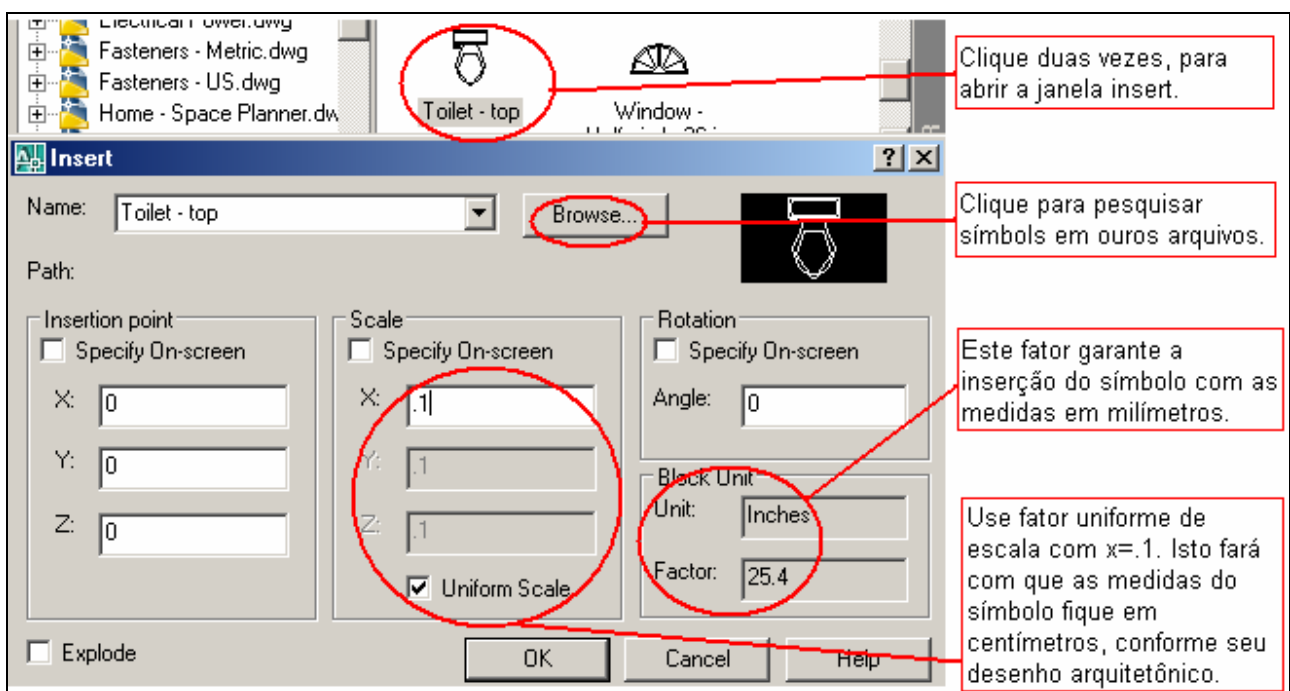 Electrical Power.dwg
Fasteners - Metric.dwg
Fasteners - US.dwg
Home - Space Planner.dw
Toilet - top
Window -
Clique duas vezes, para
abrir a janela insert.
Insert
Name:
Toilet - top
Browse...
Clique para pesquisar
símbols em ouros arquivos.
Path:
Insertion point
Specify On-screen
X: 0
Y: 0
Z: 0
Scale
Specify On-screen
X: .1
Y: .1
Z: .1
Uniform Scale
Rotation
Specify On-screen
Angle: 0
Block Unit
Unit: Inches
Factor: 25.4
Este fator garante a
inserção do símbolo com as
medidas em milímetros.
Use fator uniforme de
escala com x=.1. Isto fará
com que as medidas do
símbolo fique em
centímetros, conforme seu
desenho arquitetônico.
Explode
OK
Cancel
Help